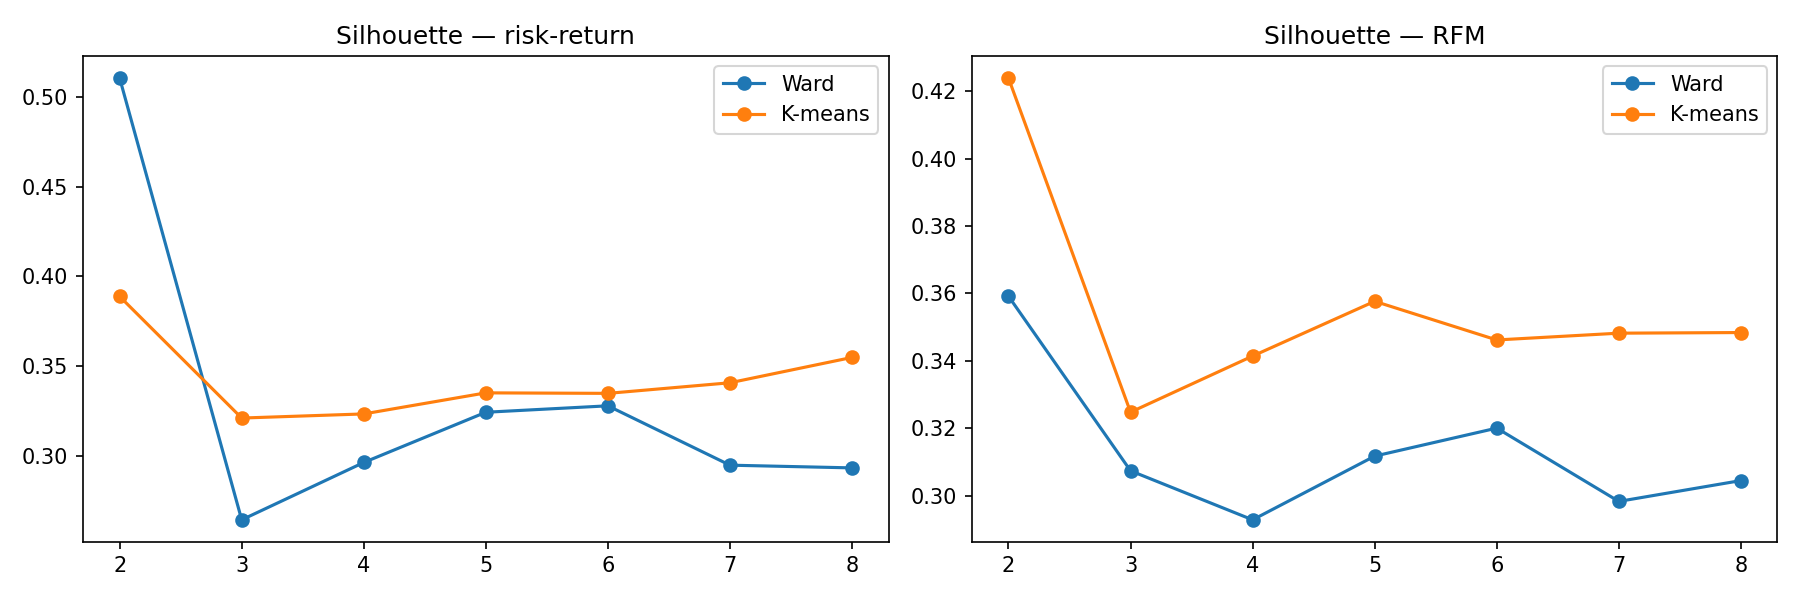 Silhouette — risk-return
0.50
0.45
0.40
0.35
0.30
2 3 4 5 6 7 8
Ward
K-means
Silhouette — RFM
0.42
0.40
0.38
0.36
0.34
0.32
0.30
2 3 4 5 6 7 8
Ward
K-means